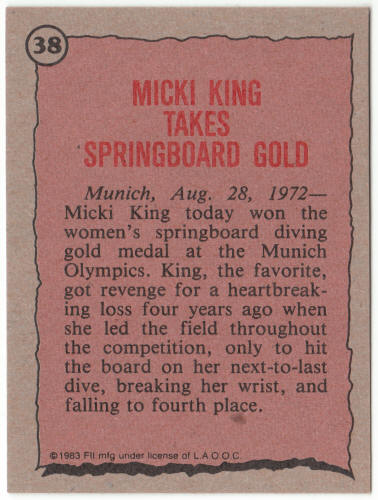 38
MICKI KING
TAKES
SPRINGBOARD GOLD
Munich, Aug. 28, 1972—
Micki King today won the
women's springboard diving
gold medal at the Munich
Olympics. King, the favorite,
got revenge for a heartbreak-
ing loss four years ago when
she led the field throughout
the competition, only to hit
the board on her next-to-last
dive, breaking her wrist, and
falling to fourth place.
©1983 FII mfg under license of L.A.O.O.C.